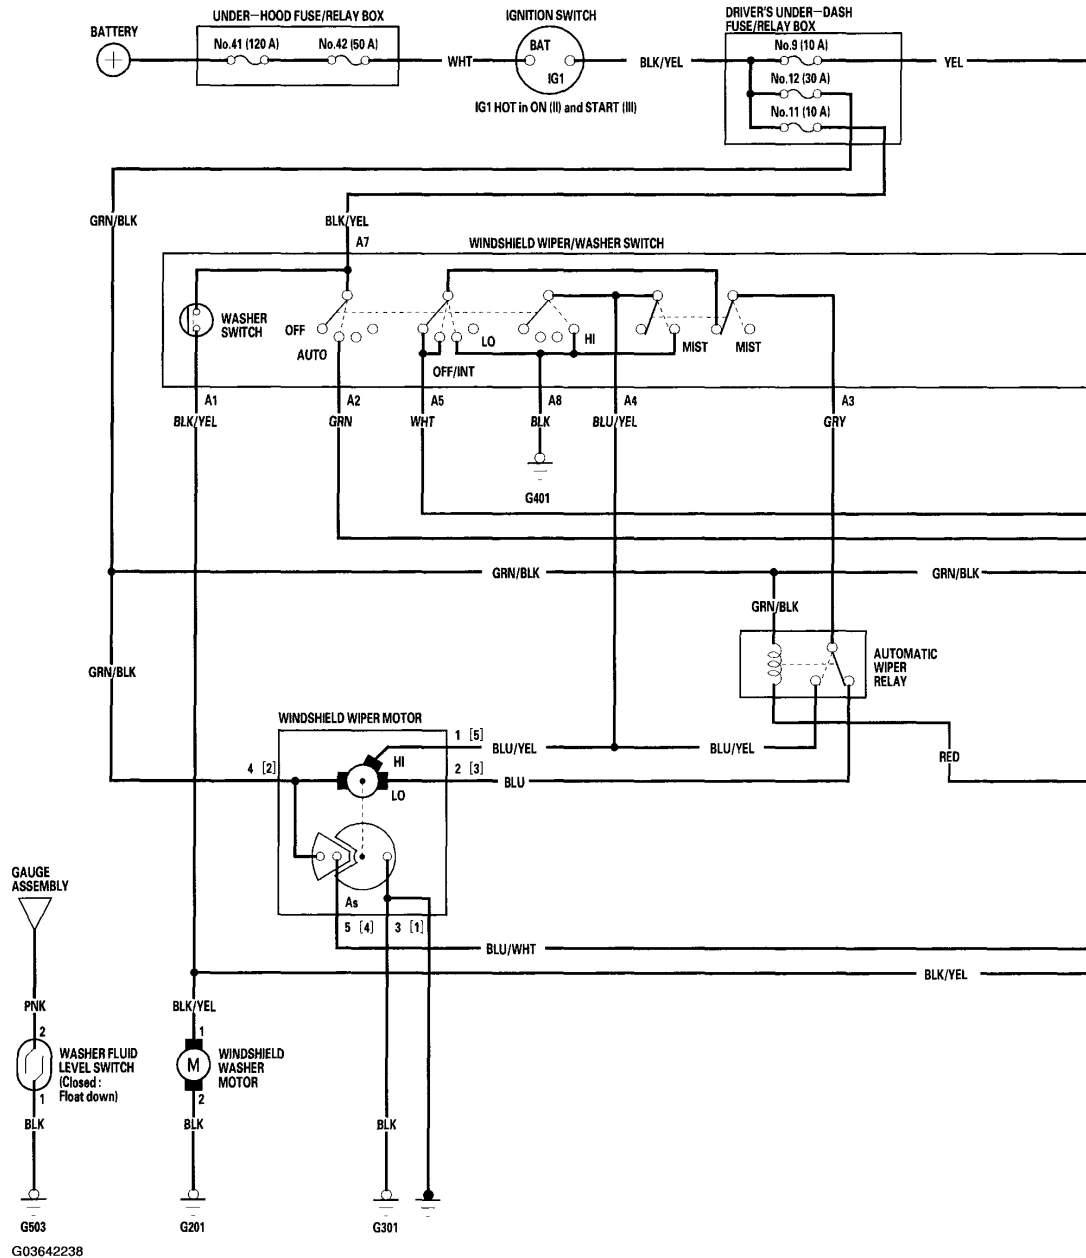 UNDER-HOOD FUSE/RELAY BOX
IGNITION SWITCH
DRIVER'S UNDER-DASH
FUSE/RELAY BOX
BATTERY
No.41 (120 A)
No.42 (50 A)
WHT
BAT
IG1
BLK/YEL
No.9 (10 A)
YEL
No.12 (30 A)
No.11 (10 A)
IG1 HOT in ON (II) and START (III)
GRN/BLK
BLK/YEL
A7
WINDSHIELD WIPER/WASHER SWITCH
WASHER
SWITCH
OFF
AUTO
OFF/INT
LO
HI
MIST
MIST
A1
BLK/YEL
A2
GRN
A5
WHT
A8
BLK
A4
BLU/YEL
A3
GRY
G401
GRN/BLK
GRN/BLK
GRN/BLK
GRN/BLK
AUTOMATIC
WIPER
RELAY
WINDSHIELD WIPER MOTOR
1 [5]
BLU/YEL
BLU/YEL
RED
4 [2]
HI
2 [3]
BLU
LO
As
5 [4]
3 [1]
BLU/WHT
BLK/YEL
GAUGE
ASSEMBLY
PNK
2
WASHER FLUID
LEVEL SWITCH
(Closed :
Float down)
1
BLK
G503
BLK/YEL
1
M
WINDSHIELD
WASHER
MOTOR
2
BLK
G201
BLK
G301
G03642238